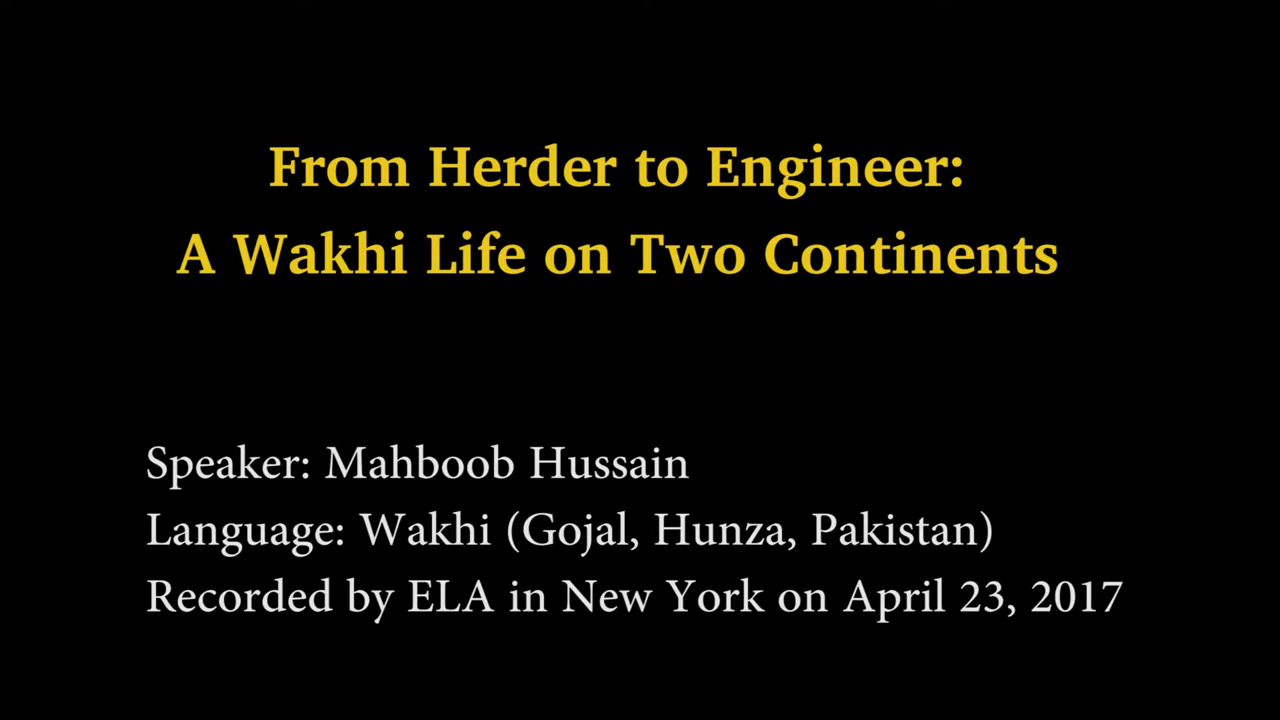 From Herder to Engineer:
A Wakhi Life on Two Continents
Speaker: Mahboob Hussain
Language: Wakhi (Gojal, Hunza, Pakistan)
Recorded by ELA in New York on April 23, 2017